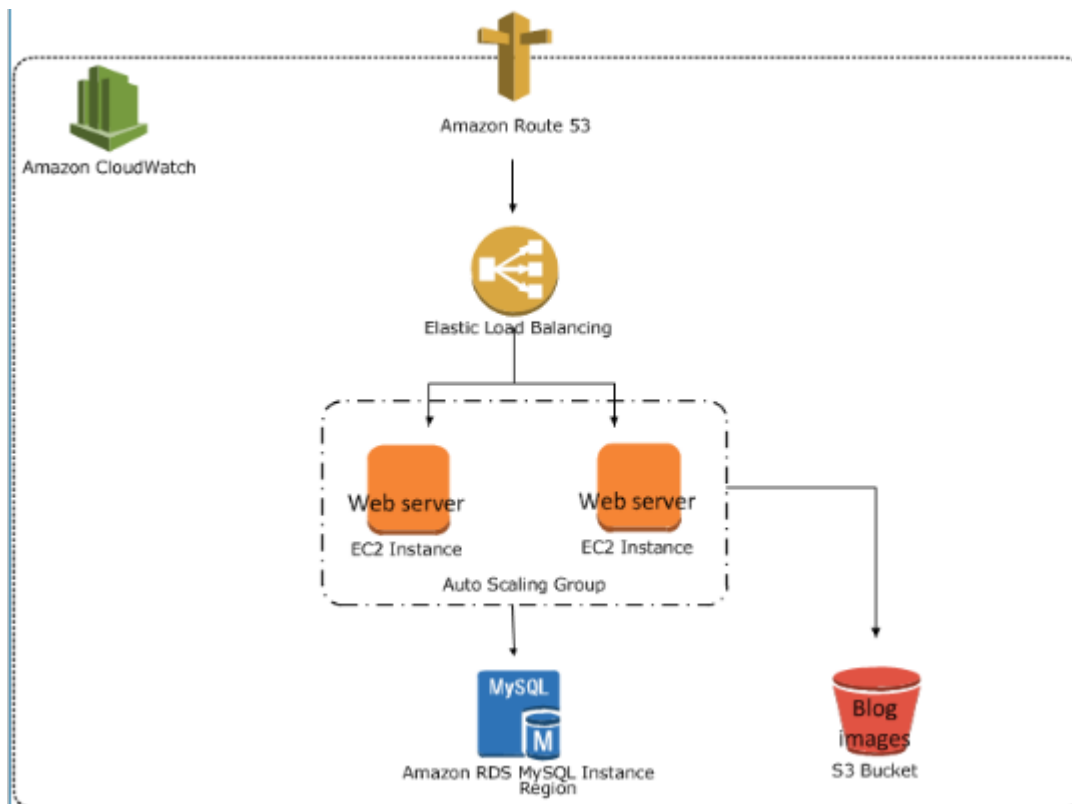 Amazon Route 53
Amazon CloudWatch
Elastic Load Balancing
Web server
EC2 Instance
Web server
EC2 Instance
Auto Scaling Group
MySQL
M
Amazon RDS MySQL Instance
Region
Blog
images
S3 Bucket